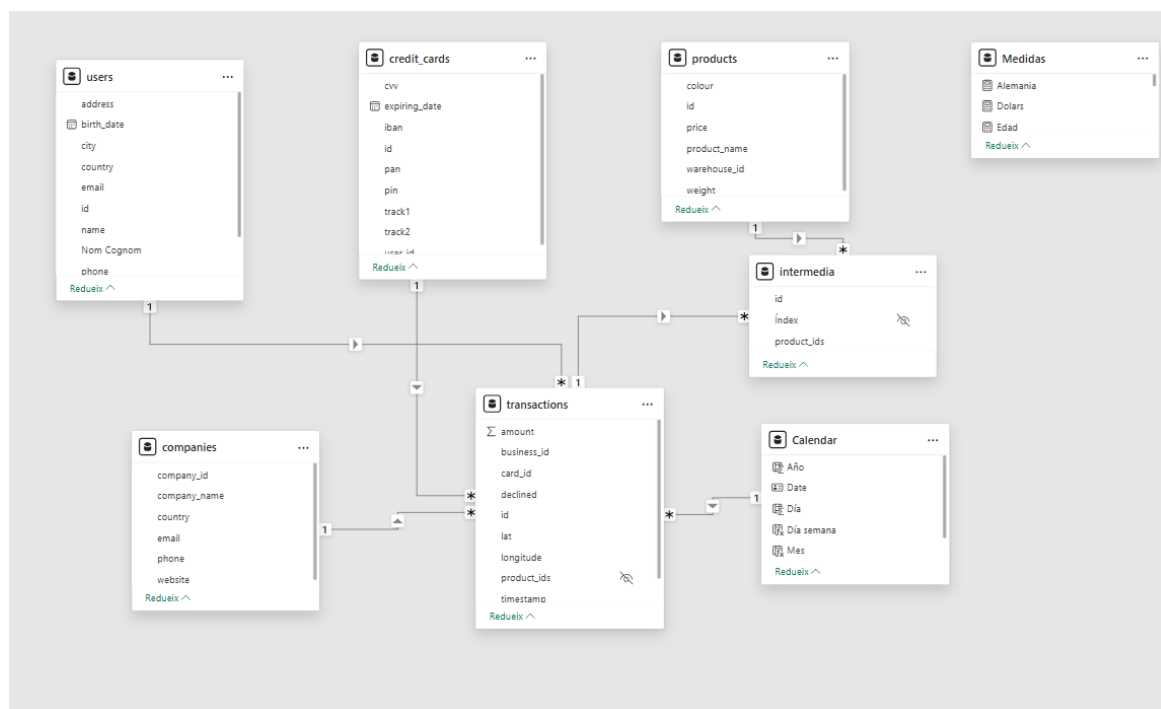 users
address
birth_date
city
country
email
id
name
Nom Cognom
phone
Redueix
1
credit_cards
cvv
expiring_date
iban
id
pan
pin
track1
track2
user_id
Redueix
1
products
colour
id
price
product_name
warehouse_id
weight
Redueix
1
*
Medidas
Alemania
Dolars
Edad
Redueix
intermedia
id
Índex
product_ids
Redueix
*
* 1
transactions
Σ amount
business_id
card_id
declined
id
lat
longitude
product_ids
timestamp
Redueix
*
*
*
companies
company_id
company_name
country
email
phone
website
Redueix
1
Calendar
Año
Date
Día
Día semana
Mes
Redueix
1